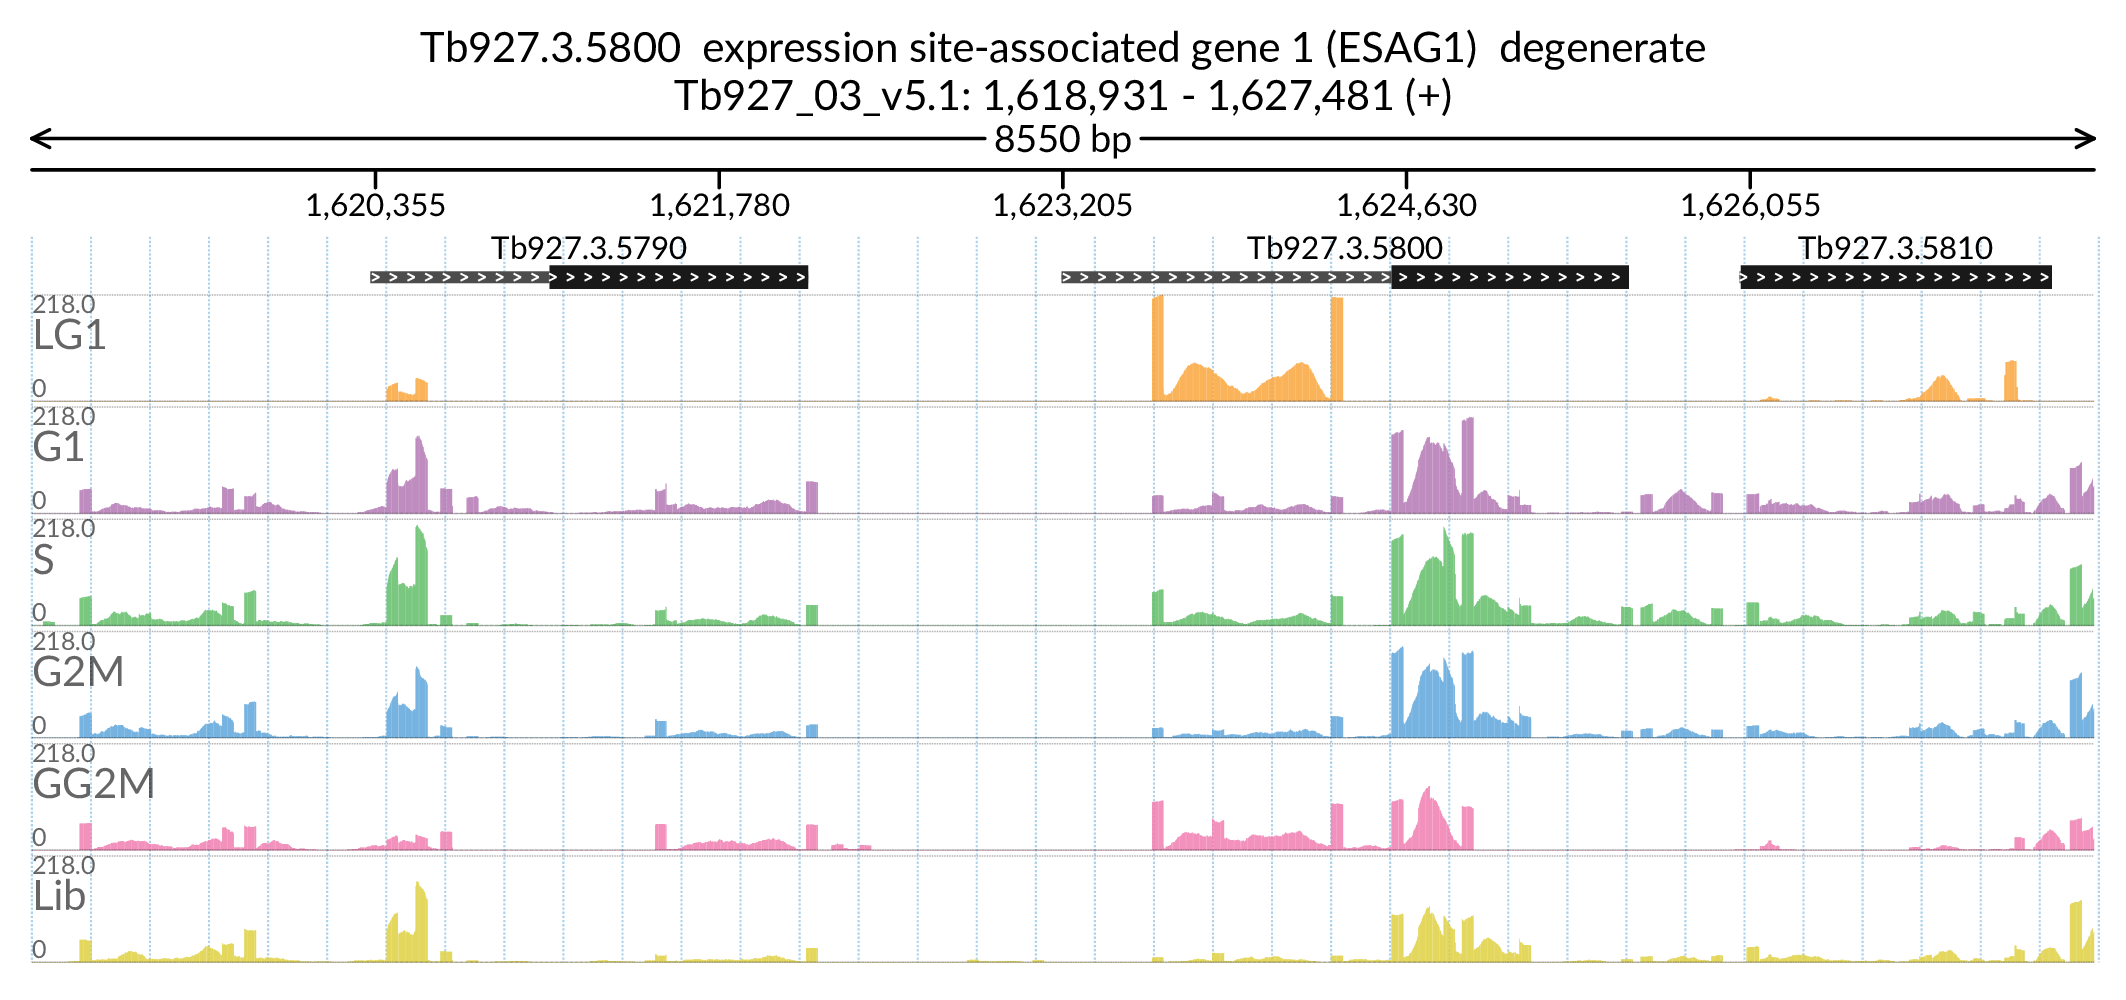 Tb927.3.5800  expression site-associated gene 1 (ESAG1)  degenerate
Tb927_03_v5.1: 1,618,931 - 1,627,481 (+)
8550 bp
1,620,355 1,621,780 1,623,205 1,624,630 1,626,055
Tb927.3.5790 Tb927.3.5800 Tb927.3.5810
218.0
LG1
0
218.0
G1
0
218.0
S
0
218.0
G2M
0
218.0
GG2M
0
218.0
Lib
0